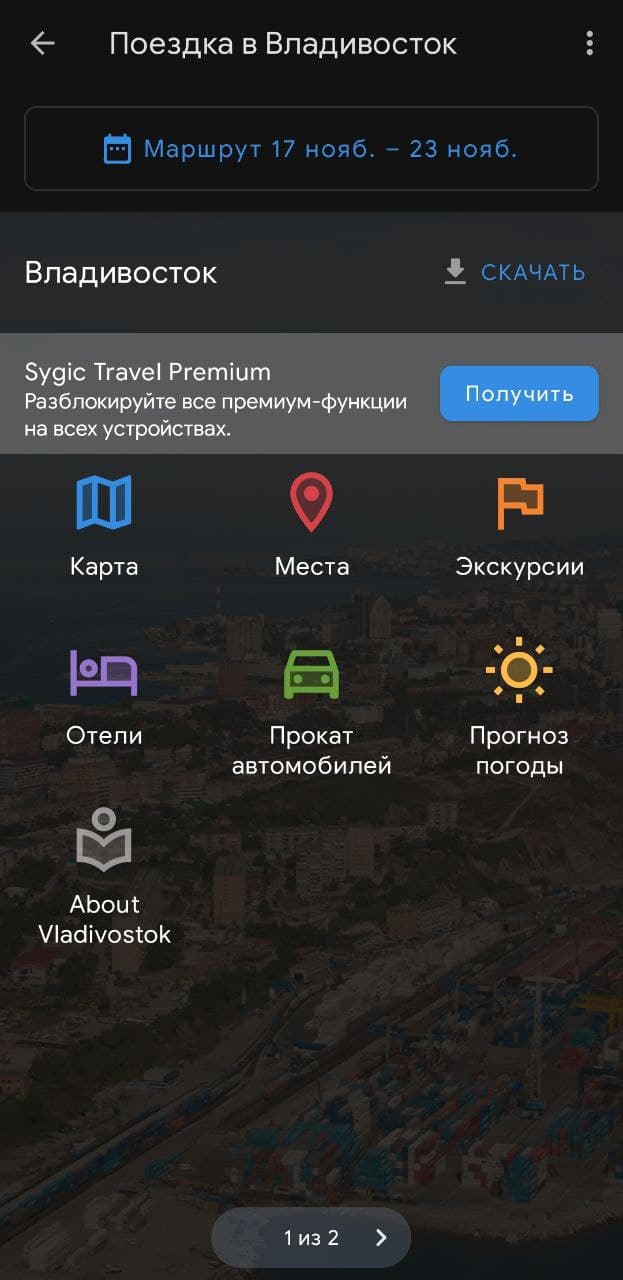 Поездка в Владивосток
Маршрут 17 нояб. – 23 нояб.
Владивосток
СКАЧАТЬ
Sygic Travel Premium
Разблокируйте все премиум-функции
на всех устройствах.
Получить
Карта
Места
Экскурсии
Отели
Прокат
автомобилей
Прогноз
погоды
About
Vladivostok
1 из 2